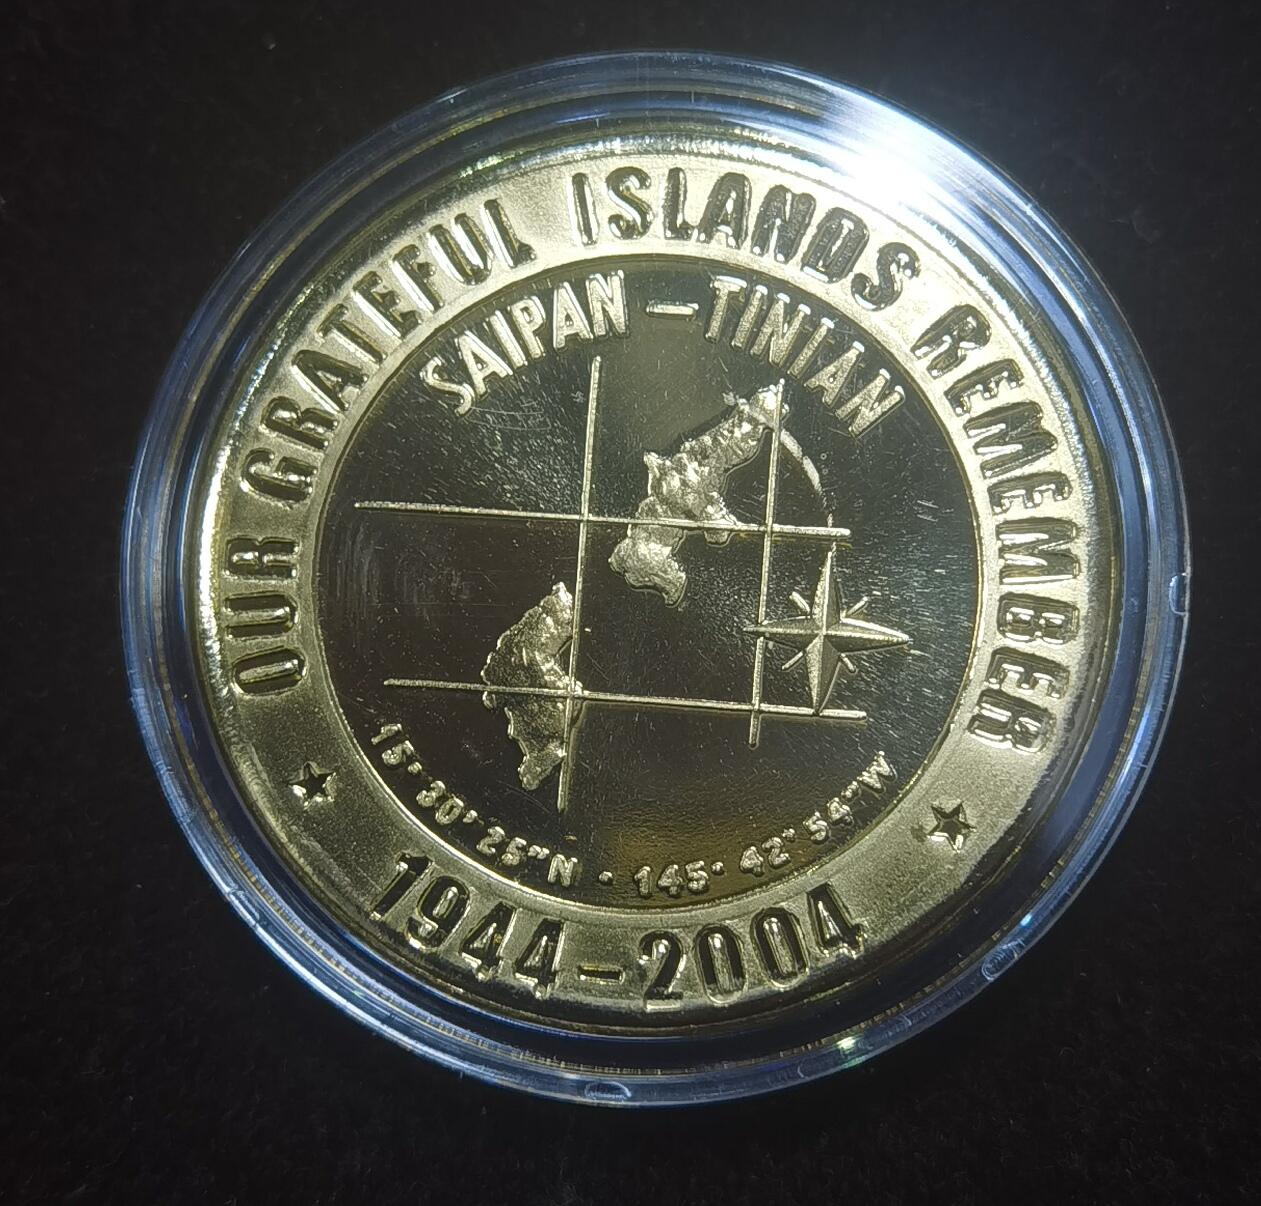 OUR GRATEFUL ISLANDS REMEMBER
SAIPAN - TINIAN
15° 30' 25"N · 145° 42" 54"W
1944-2004